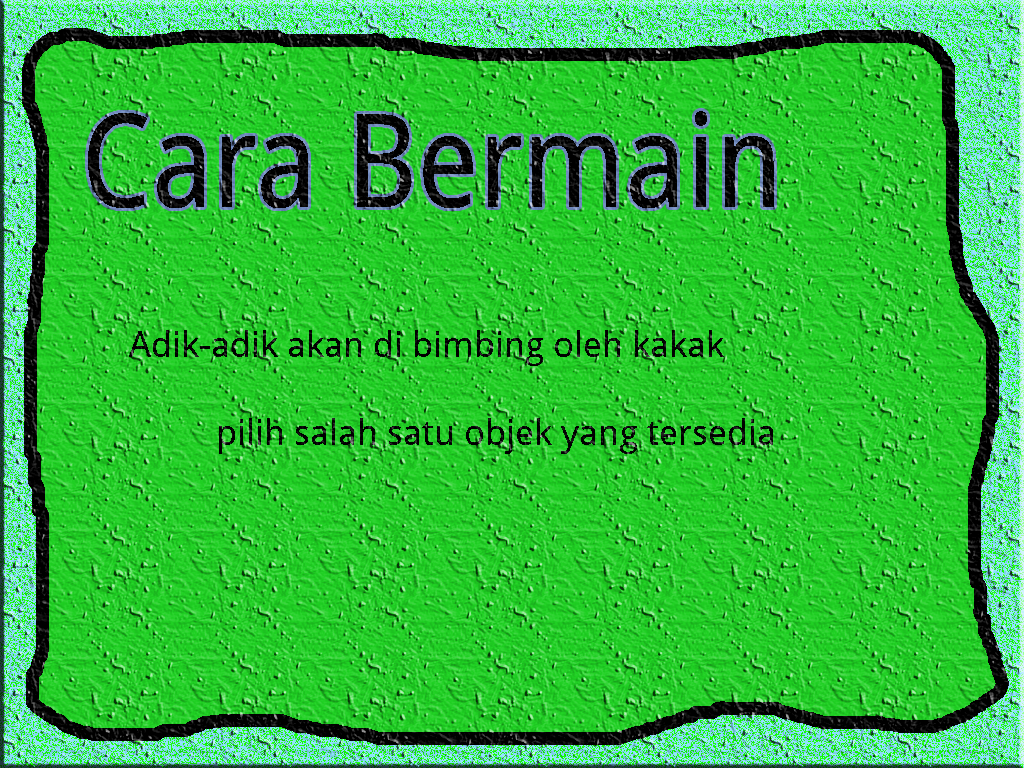 Cara Bermain
Adik-adik akan di bimbing oleh kakak
pilih salah satu objek yang tersedia